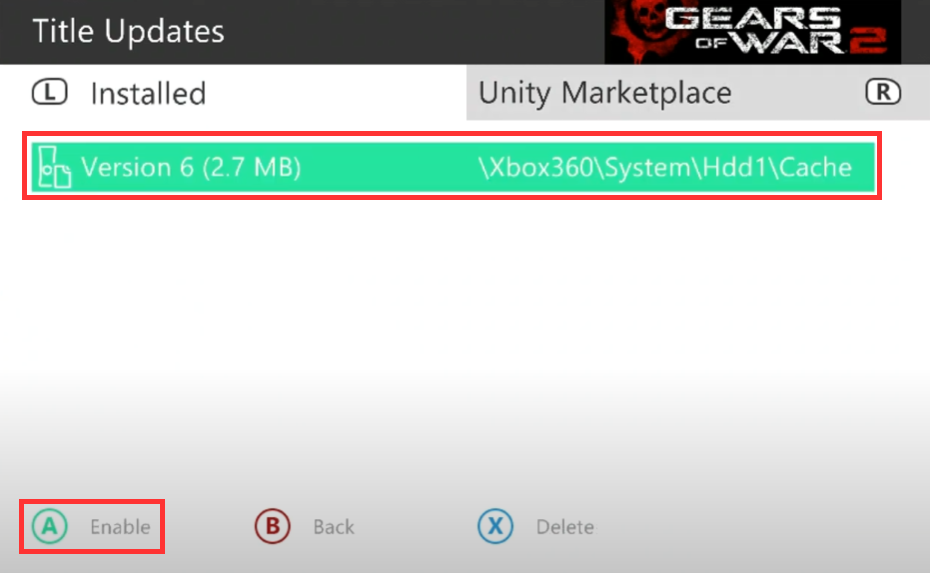 Title Updates
GEARS
OF WAR 2
L Installed
Unity Marketplace R
Version 6 (2.7 MB) \Xbox360\System\Hdd1\Cache
A Enable B Back X Delete